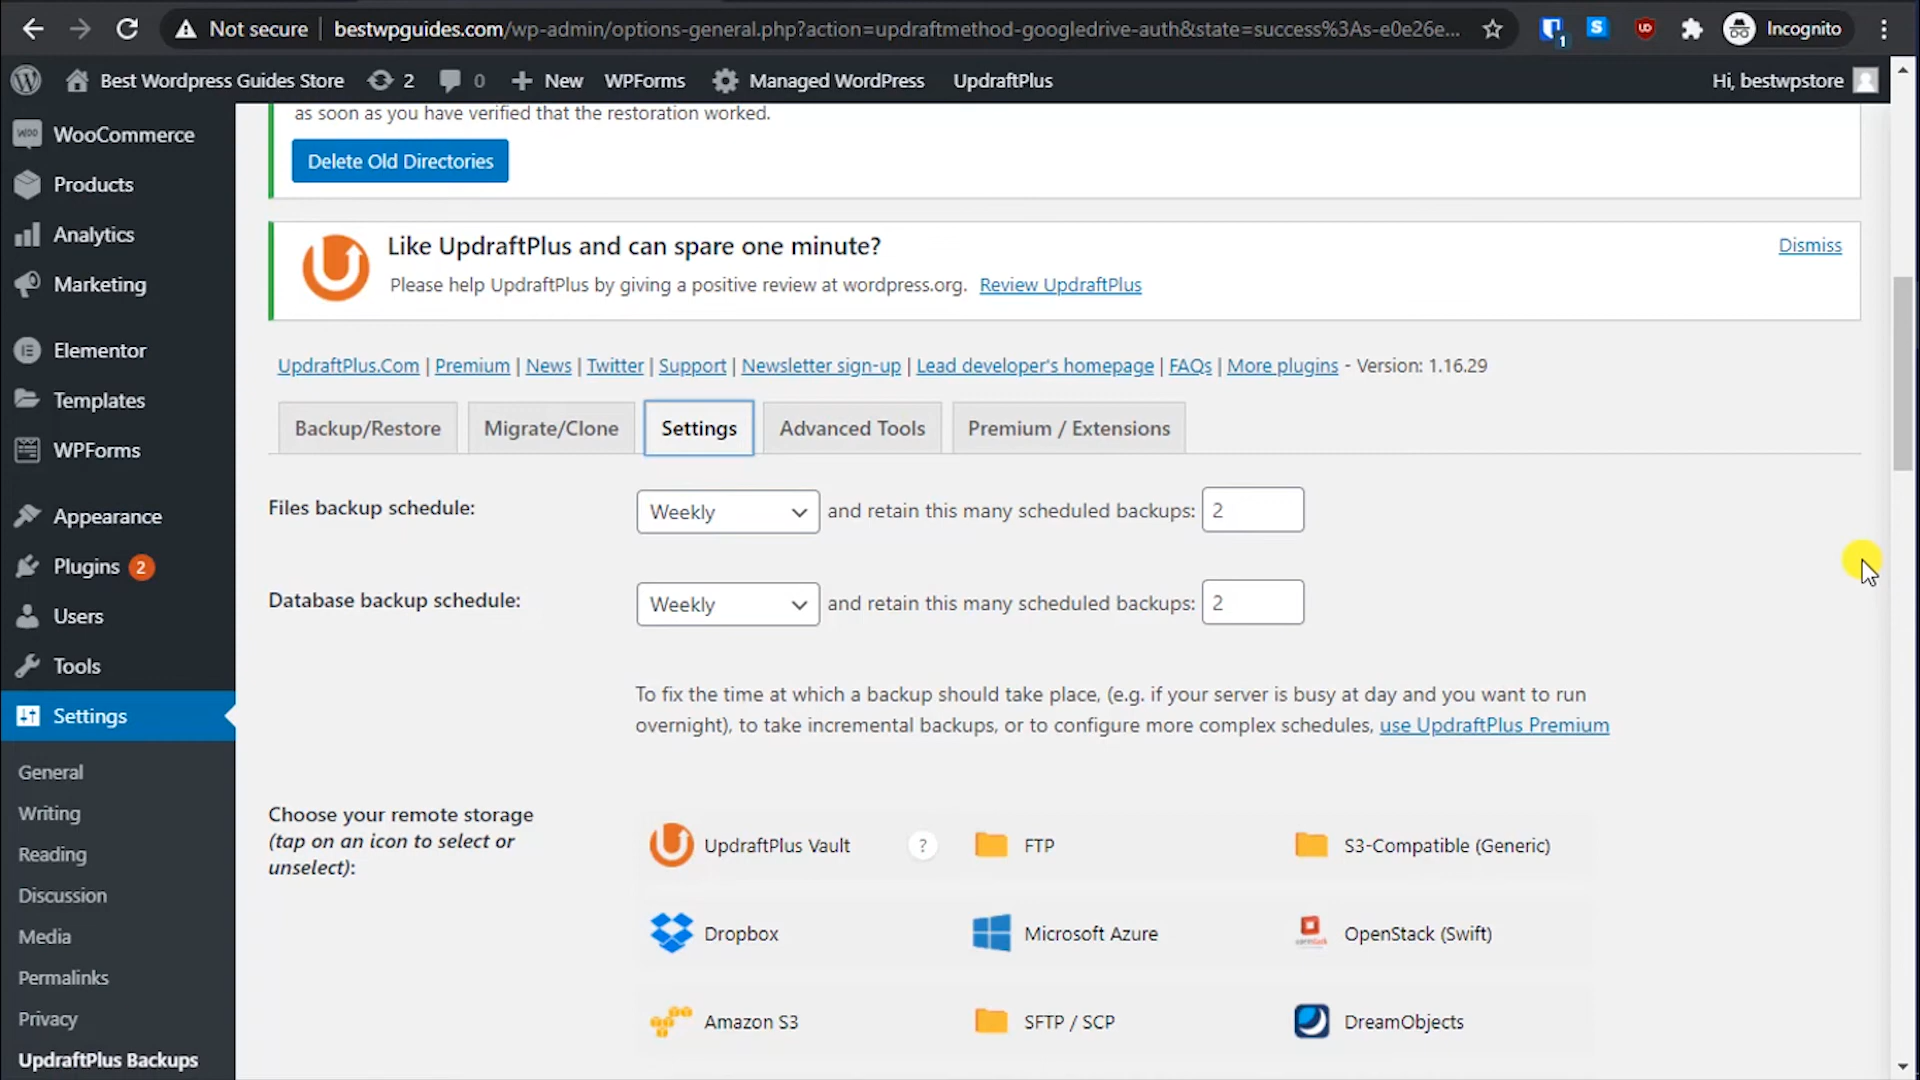 Not secure | bestwpguides.com/wp-admin/options-general.php?action=updraftmethod-googledrive-auth&state=success%3As-e0e26e... 1 S UD Incognito
Best Wordpress Guides Store 2 0 New WPForms Managed WordPress UpdraftPlus Hi, bestwpstore
WooCommerce
Products
Analytics
Marketing
Elementor
Templates
WPForms
Appearance
Plugins 2
Users
Tools
Settings
General
Writing
Reading
Discussion
Media
Permalinks
Privacy
UpdraftPlus Backups
as soon as you have verified that the restoration worked.
Delete Old Directories
Like UpdraftPlus and can spare one minute? Dismiss
Please help UpdraftPlus by giving a positive review at wordpress.org. Review UpdraftPlus
UpdraftPlus.Com | Premium | News | Twitter | Support | Newsletter sign-up | Lead developer's homepage | FAQs | More plugins - Version: 1.16.29
Backup/Restore Migrate/Clone Settings Advanced Tools Premium / Extensions
Files backup schedule: Weekly and retain this many scheduled backups: 2
Database backup schedule: Weekly and retain this many scheduled backups: 2
To fix the time at which a backup should take place, (e.g. if your server is busy at day and you want to run
overnight), to take incremental backups, or to configure more complex schedules, use UpdraftPlus Premium
Choose your remote storage
(tap on an icon to select or
unselect):
UpdraftPlus Vault ? FTP S3-Compatible (Generic)
Dropbox Microsoft Azure OpenStack (Swift)
Amazon S3 SFTP / SCP DreamObjects